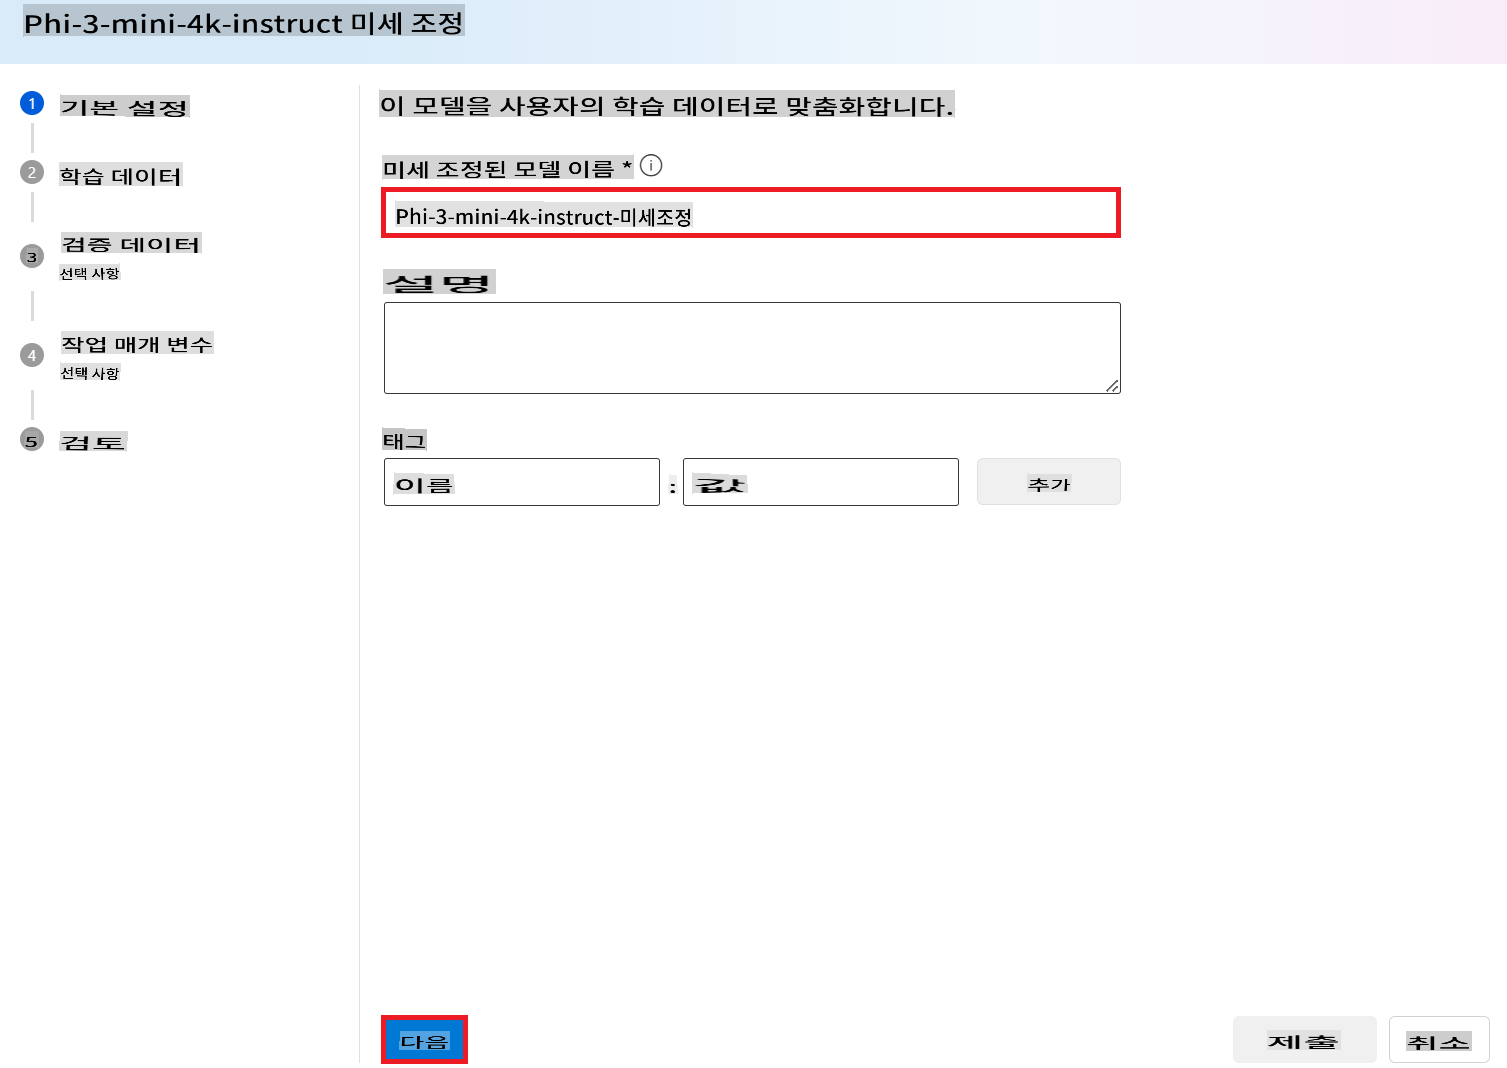 Phi-3-mini-4k-instruct 미세 조정
1 기본 설정
2 학습 데이터
3 검증 데이터
선택 사항
4 작업 매개 변수
선택 사항
5 검토
이 모델을 사용자의 학습 데이터로 맞춤화합니다.
미세 조정된 모델 이름 *
Phi-3-mini-4k-instruct-미세조정
설명
태그
이름 : 값 추가
다음 제출 취소